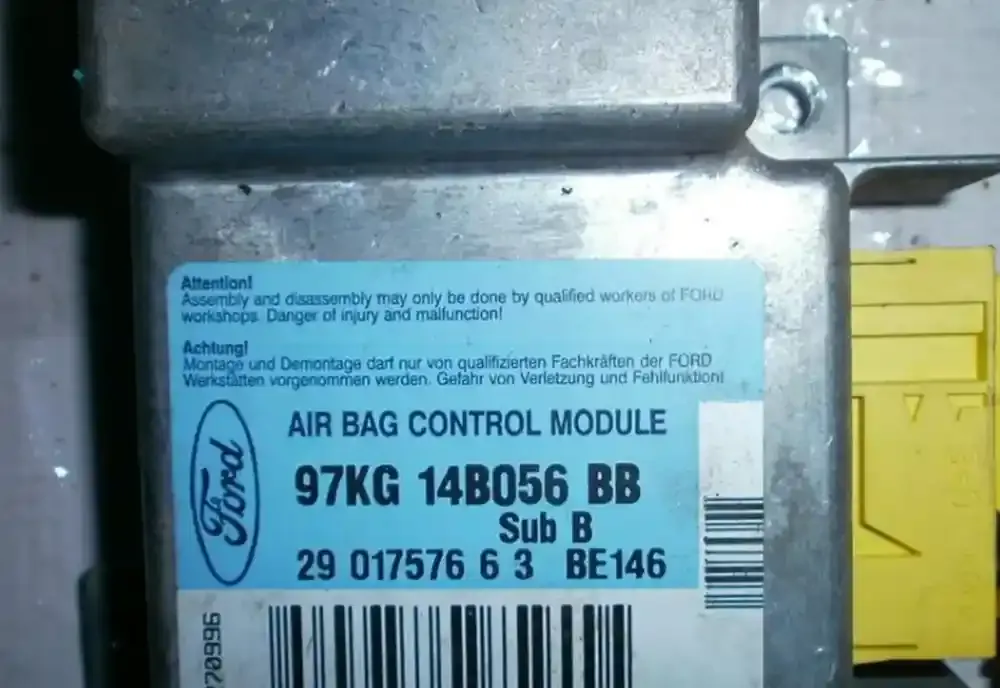 Attention!
Assembly and disassembly may only be done by qualified workers of FORD
workshops. Danger of injury and malfunction!
Achtung!
Montage und Demontage darf nur von qualifizierten Fachkräften der FORD
Werkstätten vorgenommen werden. Gefahr von Verletzung und Fehlfunktion!
AIR BAG CONTROL MODULE
Ford
97KG 14B056 BB
Sub B
29 017576 6 3 BE146